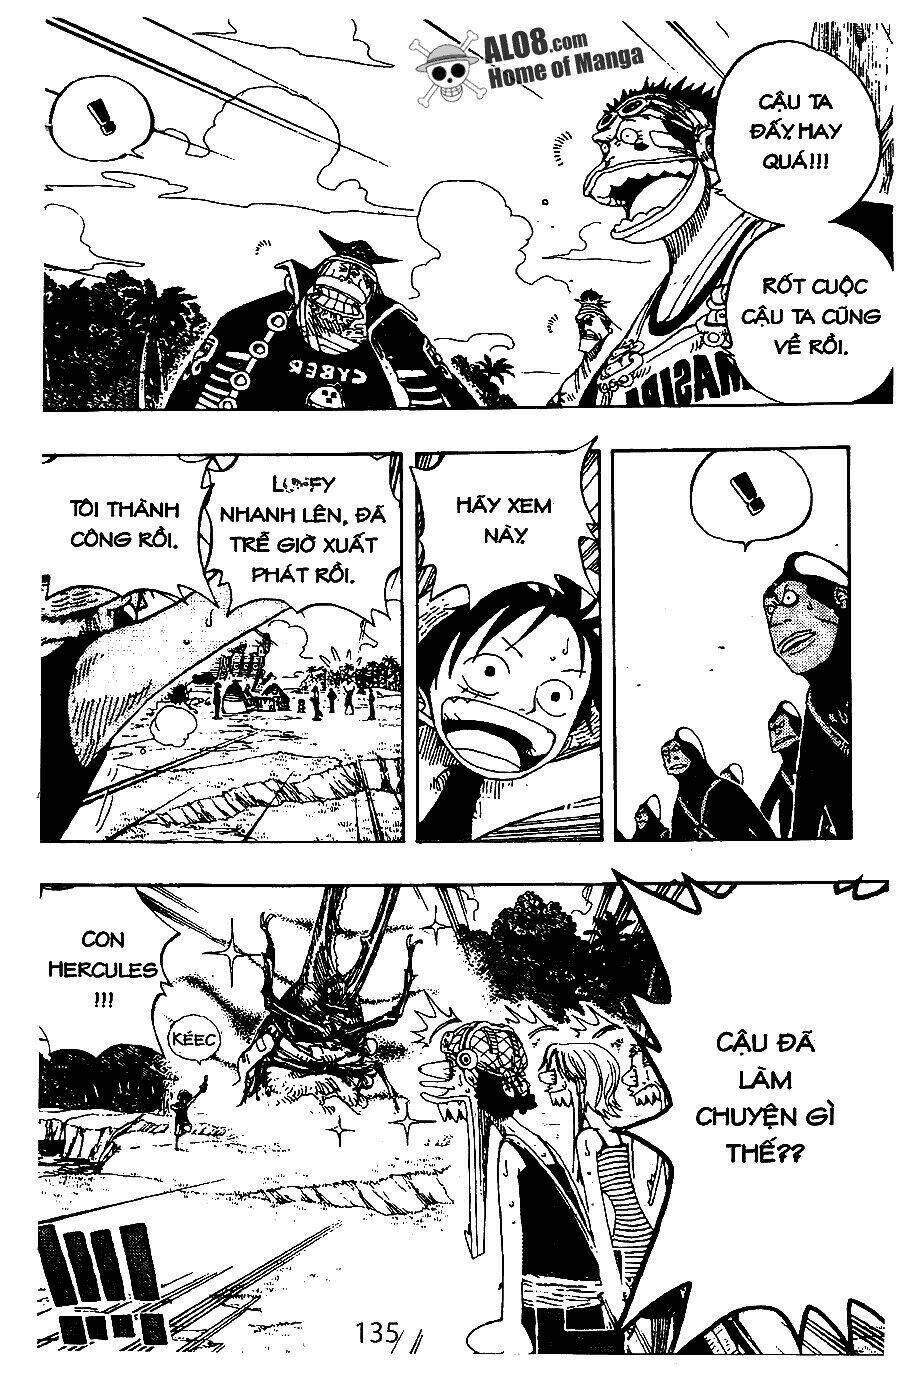 AL08.com
Home of Manga
!
CẬU TA
ĐẤY, HAY
QUÁ!!!
RỐT CUỘC
CẬU TA CŨNG
VỀ RỒI.
CYBER
MASIRA
TÔI THÀNH
CÔNG RỒI.
LUFFY
NHANH LÊN, ĐÃ
TRỄ GIỜ XUẤT
PHÁT RỒI.
HÃY XEM
NÀY.
!
CON
HERCULES
!!!
KÉEC
CẬU ĐÃ
LÀM
CHUYỆN GÌ
THẾ??
!!!!
135